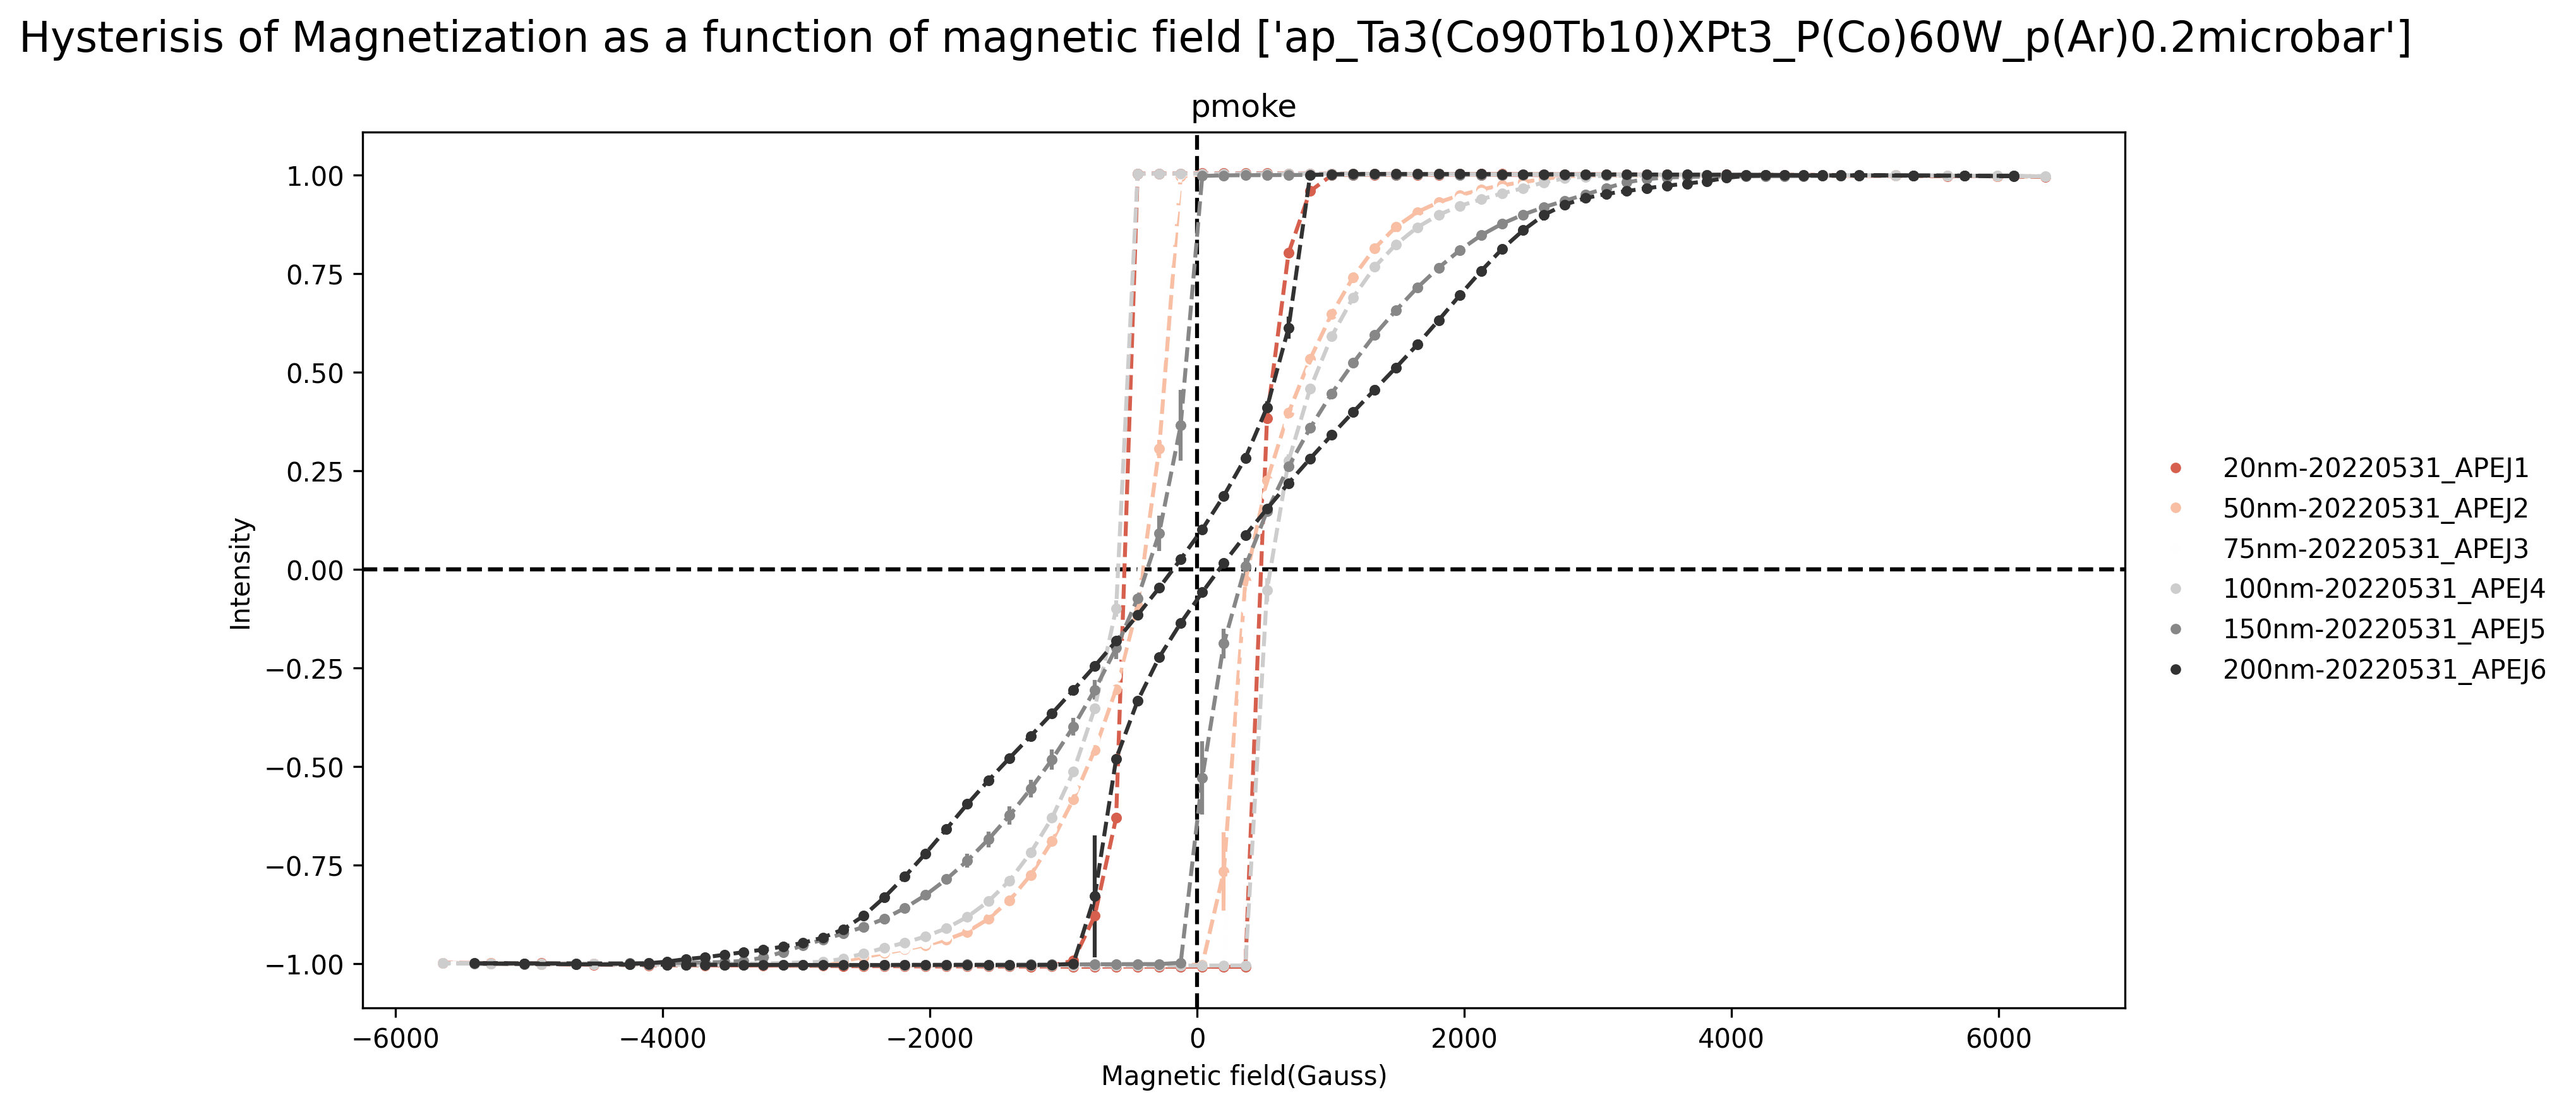 Hysterisis of Magnetization as a function of magnetic field ['ap_Ta3(Co90Tb10)XPt3_P(Co)60W_p(Ar)0.2microbar']
pmoke
1.00
0.75
0.50
0.25
0.00
−0.25
−0.50
−0.75
−1.00
Intensity
−6000
−4000
−2000
0
2000
4000
6000
Magnetic field(Gauss)
20nm-20220531_APEJ1
50nm-20220531_APEJ2
75nm-20220531_APEJ3
100nm-20220531_APEJ4
150nm-20220531_APEJ5
200nm-20220531_APEJ6